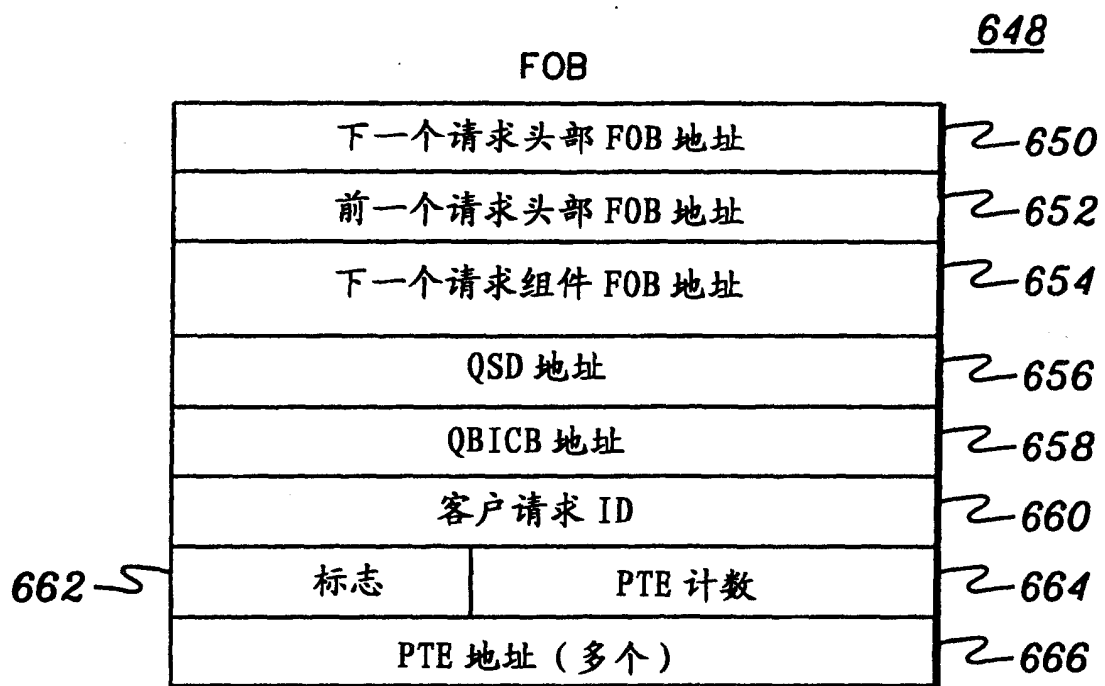 648
FOB
下一个请求头部 FOB 地址 650
前一个请求头部 FOB 地址 652
下一个请求组件 FOB 地址 654
QSD 地址 656
QBICB 地址 658
客户请求 ID 660
662 标志 PTE 计数 664
PTE 地址（多个） 666